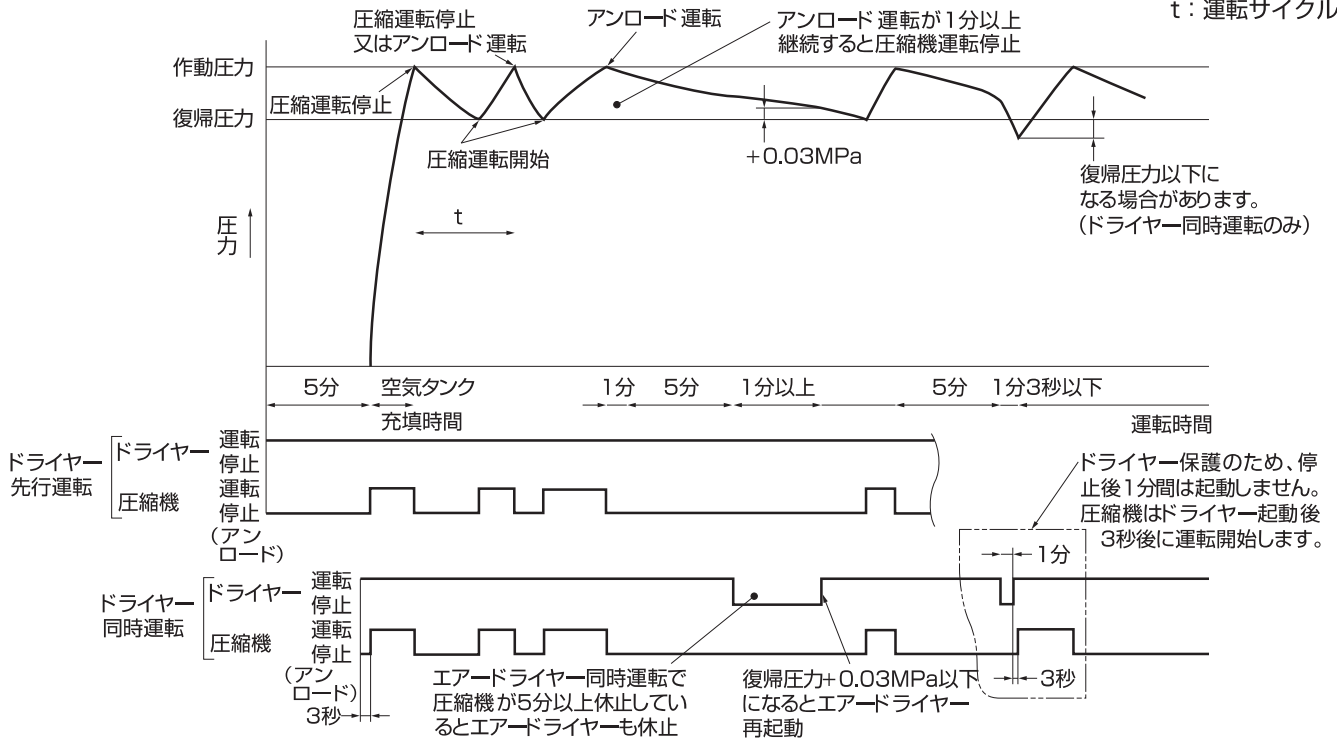 t：運転サイクル
圧縮運転停止
又はアンロード運転
アンロード運転
アンロード運転が1分以上
継続すると圧縮機運転停止
作動圧力
圧縮運転停止
復帰圧力
圧縮運転開始
+0.03MPa
復帰圧力以下に
なる場合があります。
(ドライヤー同時運転のみ)
圧力
t
5分
空気タンク
充填時間
1分
5分
1分以上
5分
1分
3秒以下
運転時間
ドライヤー
先行運転
ドライヤー
運転
停止
圧縮機
運転
停止
(アン
ロード)
ドライヤー保護のため、停
止後1分間は起動しません。
圧縮機はドライヤー起動後
3秒後に運転開始します。
1分
ドライヤー
同時運転
ドライヤー
運転
停止
圧縮機
運転
停止
(アン
ロード)
3秒
エアードライヤー同時運転で
圧縮機が5分以上休止してい
るとエアードライヤーも休止
復帰圧力+0.03MPa以下
になるとエアードライヤー
再起動
3秒